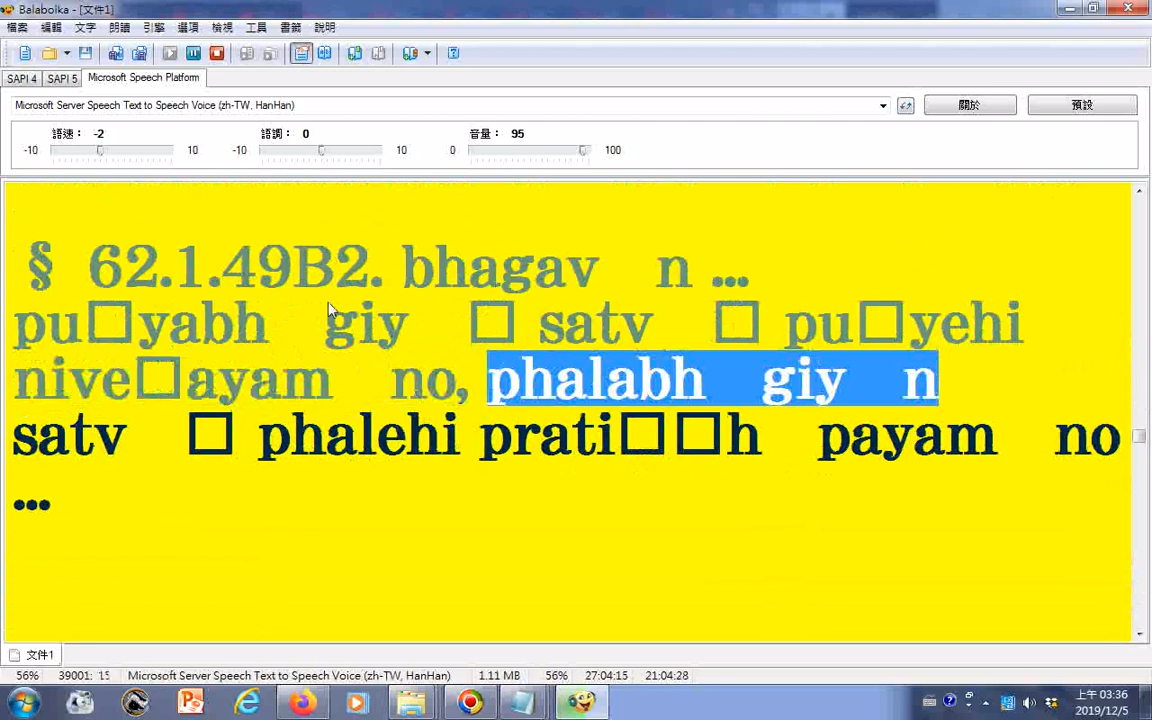 Balabolka - [文件1]
檔案 編輯 文字 朗讀 引擎 選項 檢視 工具 書籤 說明
SAPI 4 SAPI 5 Microsoft Speech Platform
Microsoft Server Speech Text to Speech Voice (zh-TW, HanHan) 關於 預設
語速： -2 語調： 0 音量： 95
-10 10 -10 10 0 100
§ 62.1.49B2. bhagav n ...
pu□yabh giy □ satv □ pu□yehi
nive□ayam no, phalabh giy n
satv □ phalehi prati□□h payam no
...
文件1
56% 39001: 15 Microsoft Server Speech Text to Speech Voice (zh-TW, HanHan) 1.11 MB 56% 27:04:15 21:04:28
上午 03:36
2019/12/5